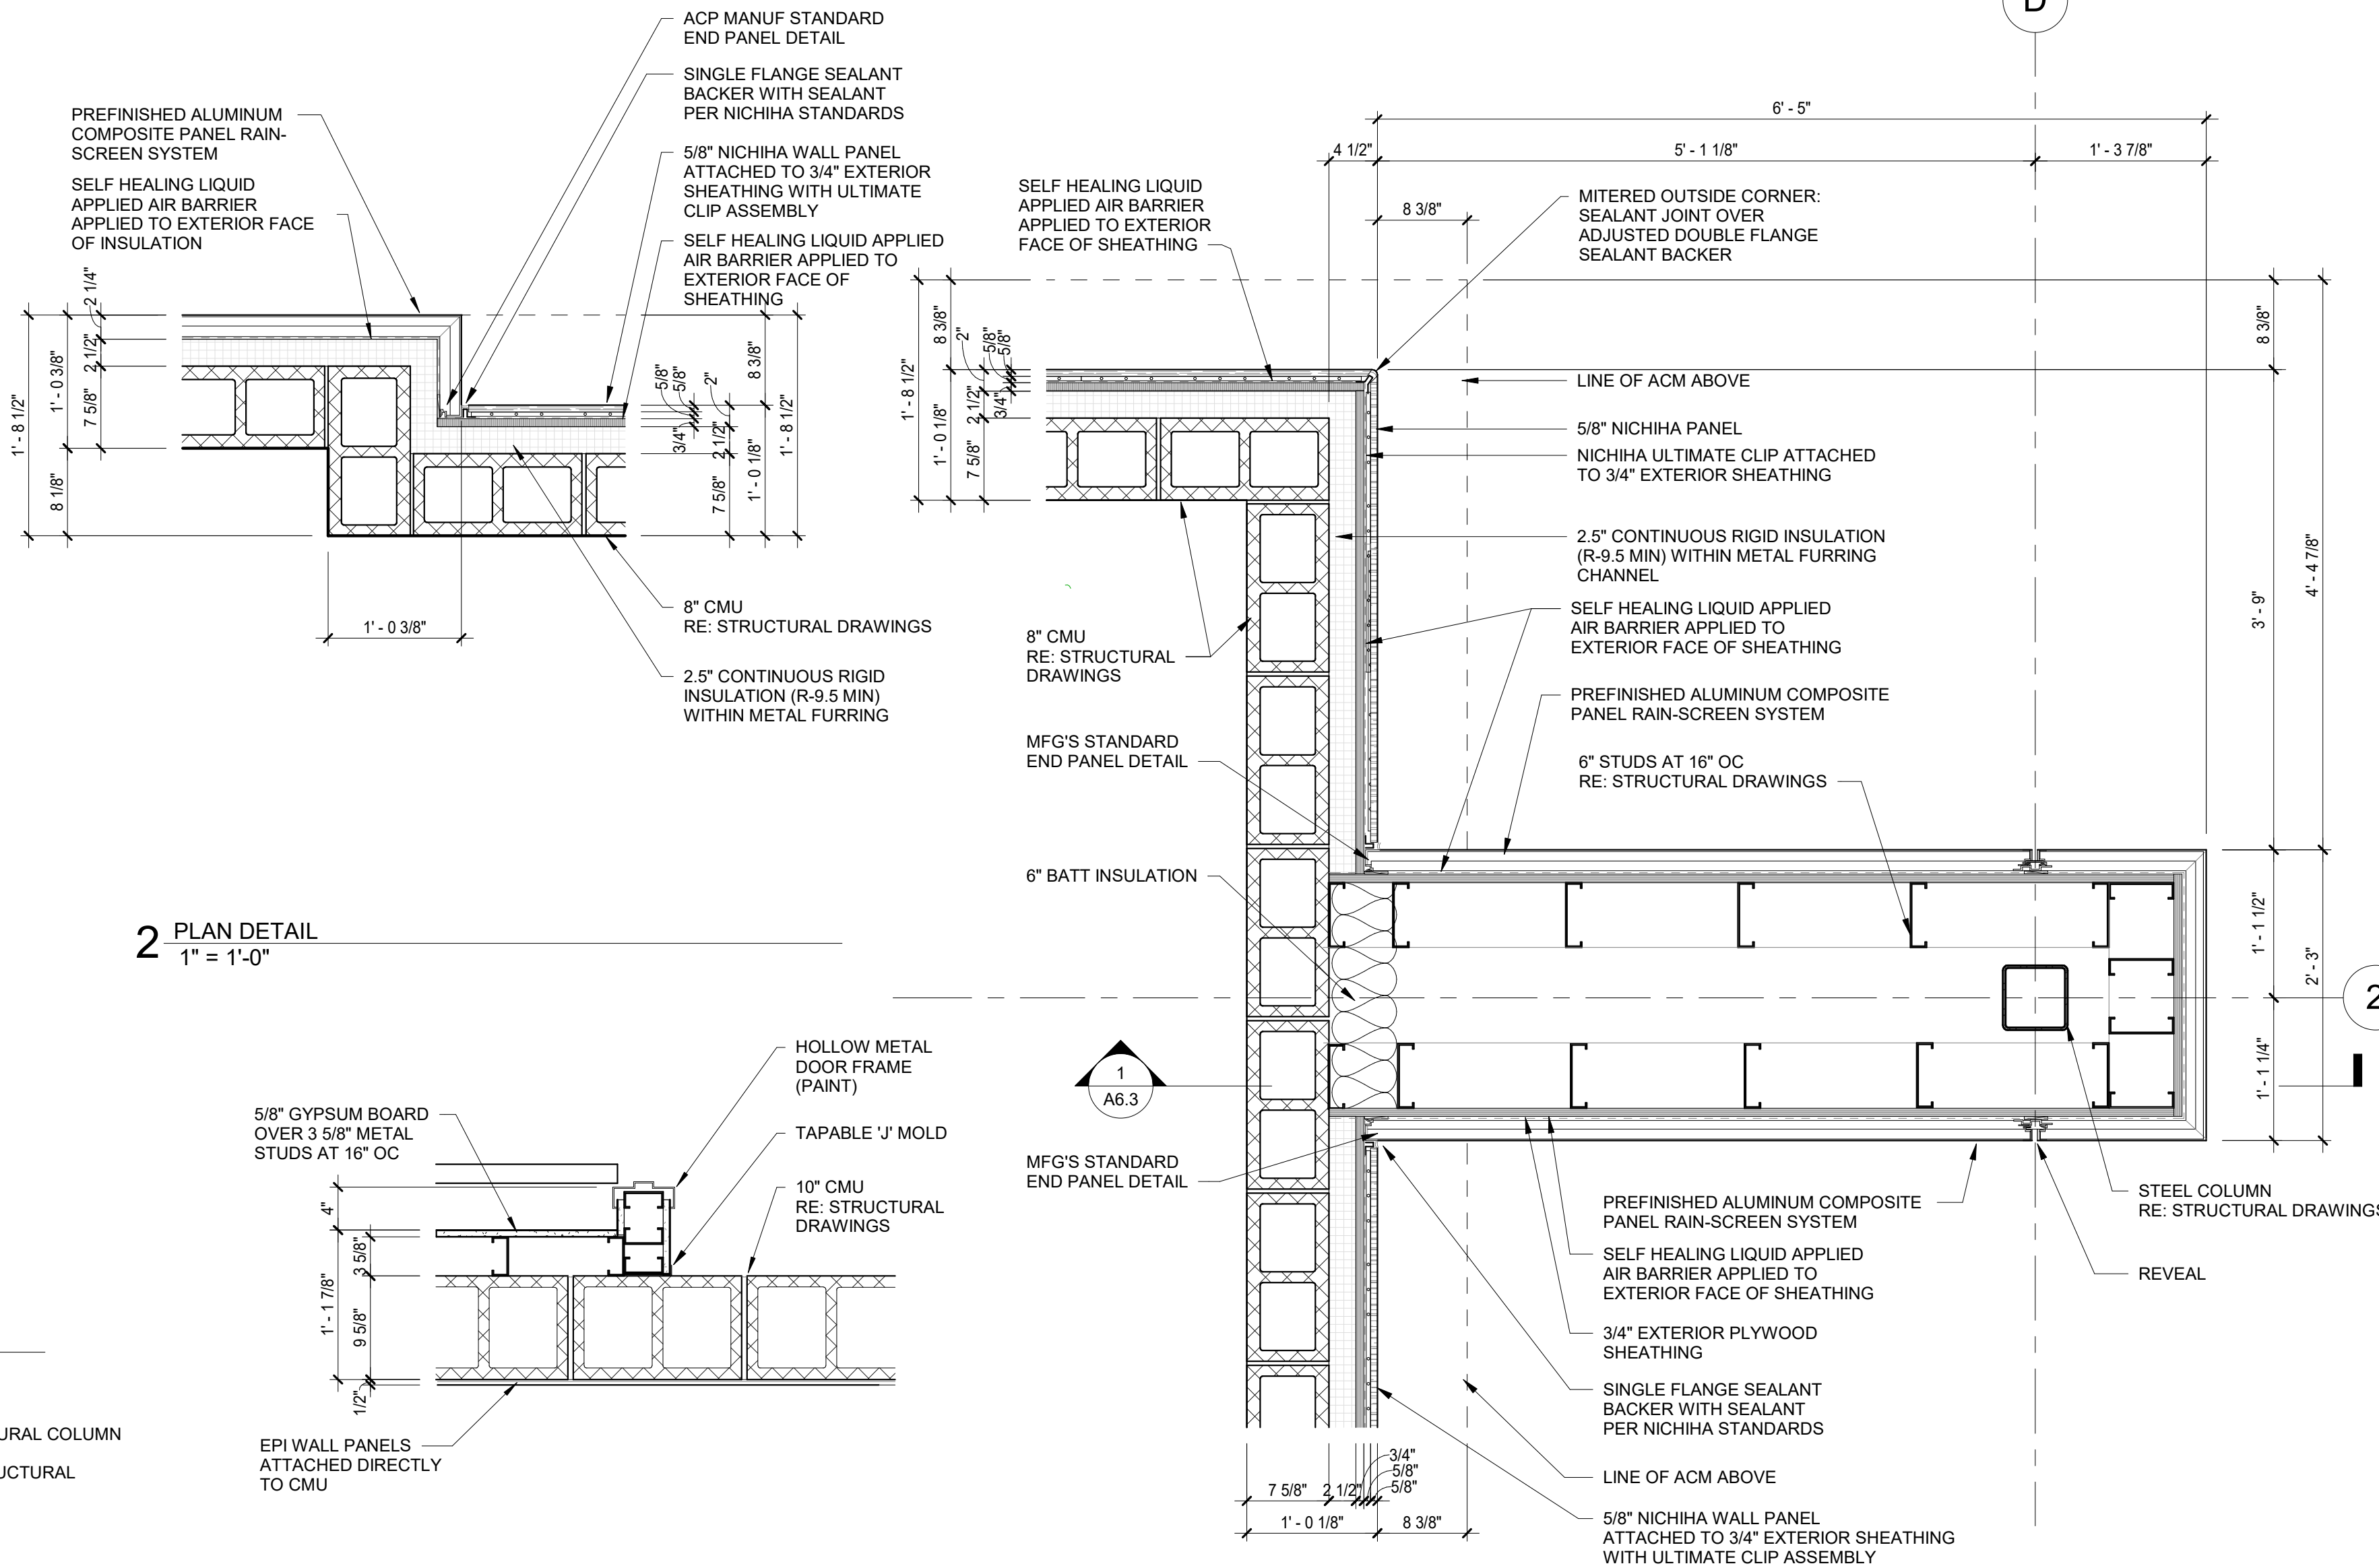 ACP MANUF STANDARD
END PANEL DETAIL
SINGLE FLANGE SEALANT
BACKER WITH SEALANT
PER NICHIHA STANDARDS
PREFINISHED ALUMINUM
COMPOSITE PANEL RAIN-
SCREEN SYSTEM
SELF HEALING LIQUID
APPLIED AIR BARRIER
APPLIED TO EXTERIOR FACE
OF INSULATION
5/8" NICHIHA WALL PANEL
ATTACHED TO 3/4" EXTERIOR
SHEATHING WITH ULTIMATE
CLIP ASSEMBLY
SELF HEALING LIQUID APPLIED
AIR BARRIER APPLIED TO
EXTERIOR FACE OF
SHEATHING
1' - 8 1/2"
1' - 0 3/8"
8 1/8"
2 1/4"
2 1/2"
7 5/8"
5/8"
5/8"
3/4"
2"
2 1/2"
7 5/8"
8 3/8"
1' - 0 1/8"
1' - 8 1/2"
1' - 0 3/8"
8" CMU
RE: STRUCTURAL DRAWINGS
2.5" CONTINUOUS RIGID
INSULATION (R-9.5 MIN)
WITHIN METAL FURRING
2
PLAN DETAIL
1" = 1'-0"
HOLLOW METAL
DOOR FRAME
(PAINT)
5/8" GYPSUM BOARD
OVER 3 5/8" METAL
STUDS AT 16" OC
TAPABLE 'J' MOLD
10" CMU
RE: STRUCTURAL
DRAWINGS
4"
1' - 1 7/8"
3 5/8"
9 5/8"
1/2"
EPI WALL PANELS
ATTACHED DIRECTLY
TO CMU
URAL COLUMN
UCTURAL
D
6' - 5"
4 1/2"
5' - 1 1/8"
1' - 3 7/8"
8 3/8"
SELF HEALING LIQUID
APPLIED AIR BARRIER
APPLIED TO EXTERIOR
FACE OF SHEATHING
MITERED OUTSIDE CORNER:
SEALANT JOINT OVER
ADJUSTED DOUBLE FLANGE
SEALANT BACKER
1' - 8 1/2"
8 3/8"
1' - 0 1/8"
2"
2 1/2"
7 5/8"
5/8"
5/8"
3/4"
LINE OF ACM ABOVE
5/8" NICHIHA PANEL
NICHIHA ULTIMATE CLIP ATTACHED
TO 3/4" EXTERIOR SHEATHING
2.5" CONTINUOUS RIGID INSULATION
(R-9.5 MIN) WITHIN METAL FURRING
CHANNEL
SELF HEALING LIQUID APPLIED
AIR BARRIER APPLIED TO
EXTERIOR FACE OF SHEATHING
8" CMU
RE: STRUCTURAL
DRAWINGS
PREFINISHED ALUMINUM COMPOSITE
PANEL RAIN-SCREEN SYSTEM
MFG'S STANDARD
END PANEL DETAIL
6" STUDS AT 16" OC
RE: STRUCTURAL DRAWINGS
6" BATT INSULATION
8 3/8"
3' - 9"
4' - 4 7/8"
1' - 1 1/2"
1' - 1 1/4"
2' - 3"
2
1
A6.3
MFG'S STANDARD
END PANEL DETAIL
PREFINISHED ALUMINUM COMPOSITE
PANEL RAIN-SCREEN SYSTEM
SELF HEALING LIQUID APPLIED
AIR BARRIER APPLIED TO
EXTERIOR FACE OF SHEATHING
3/4" EXTERIOR PLYWOOD
SHEATHING
SINGLE FLANGE SEALANT
BACKER WITH SEALANT
PER NICHIHA STANDARDS
LINE OF ACM ABOVE
5/8" NICHIHA WALL PANEL
ATTACHED TO 3/4" EXTERIOR SHEATHING
WITH ULTIMATE CLIP ASSEMBLY
STEEL COLUMN
RE: STRUCTURAL DRAWINGS
REVEAL
3/4"
5/8"
5/8"
7 5/8"
2 1/2"
1' - 0 1/8"
8 3/8"